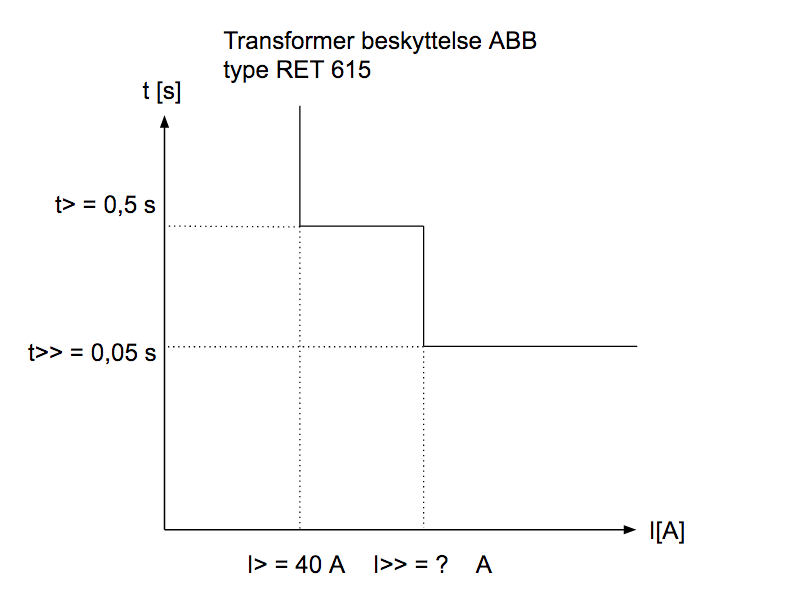 Transformer beskyttelse ABB
type RET 615
t [s]
t> = 0,5 s
t>> = 0,05 s
I[A]
I> = 40 A I>> = ? A